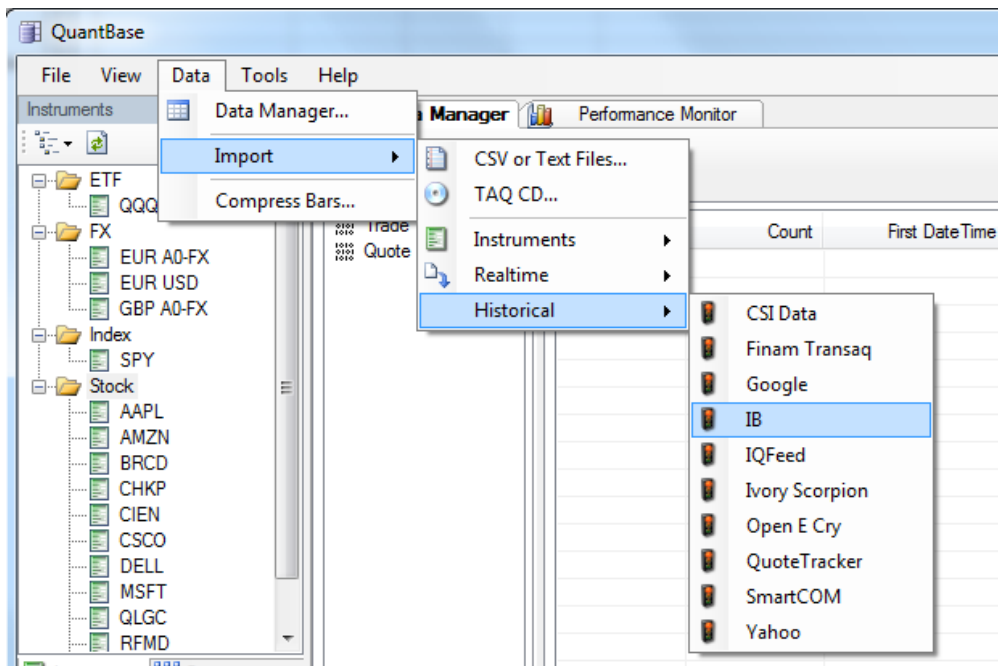 QuantBase
File View Data Tools Help
Instruments
Manager
Performance Monitor
Data Manager...
Import
Compress Bars...
CSV or Text Files...
TAQ CD...
Instruments
Realtime
Historical
CSI Data
Finam Transaq
Google
IB
IQFeed
Ivory Scorpion
Open E Cry
QuoteTracker
SmartCOM
Yahoo
ETF
QQQ
FX
EUR A0-FX
EUR USD
GBP A0-FX
Index
SPY
Stock
AAPL
AMZN
BRCD
CHKP
CIEN
CSCO
DELL
MSFT
QLGC
RFMD
Trade
Quote
Count First DateTime